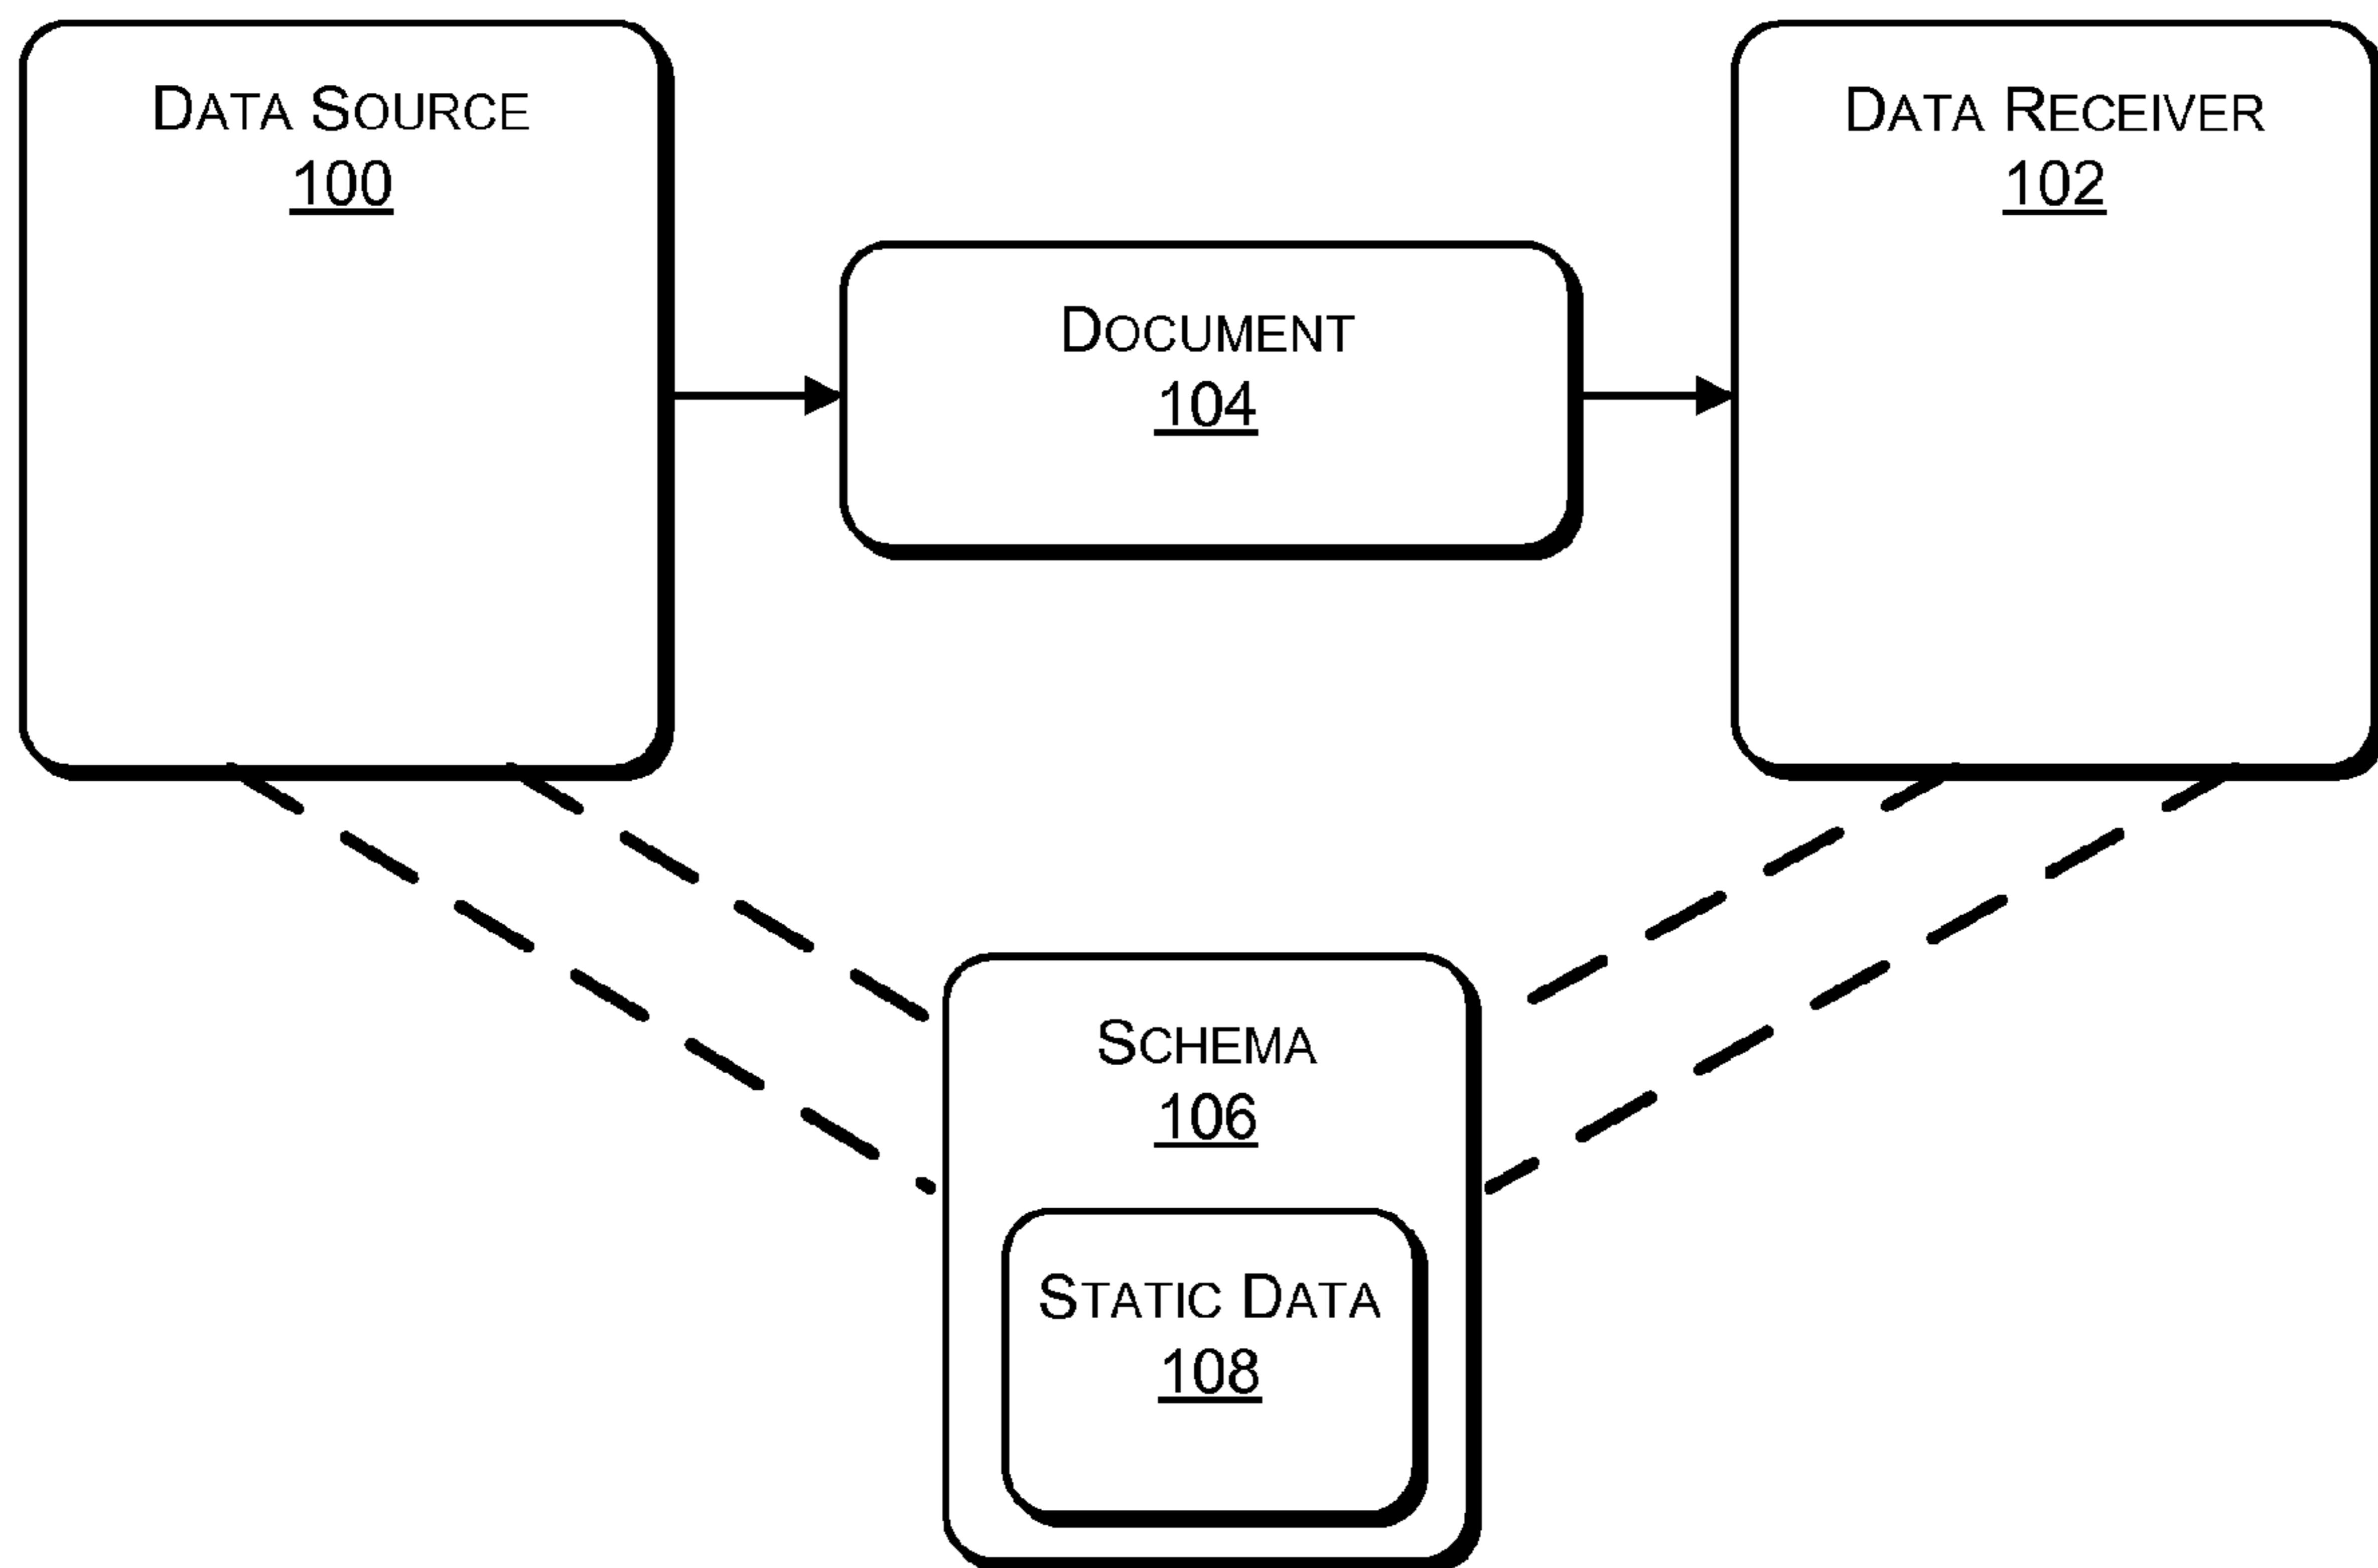 DATA SOURCE
100
DATA RECEIVER
102
DOCUMENT
104
SCHEMA
106
STATIC DATA
108